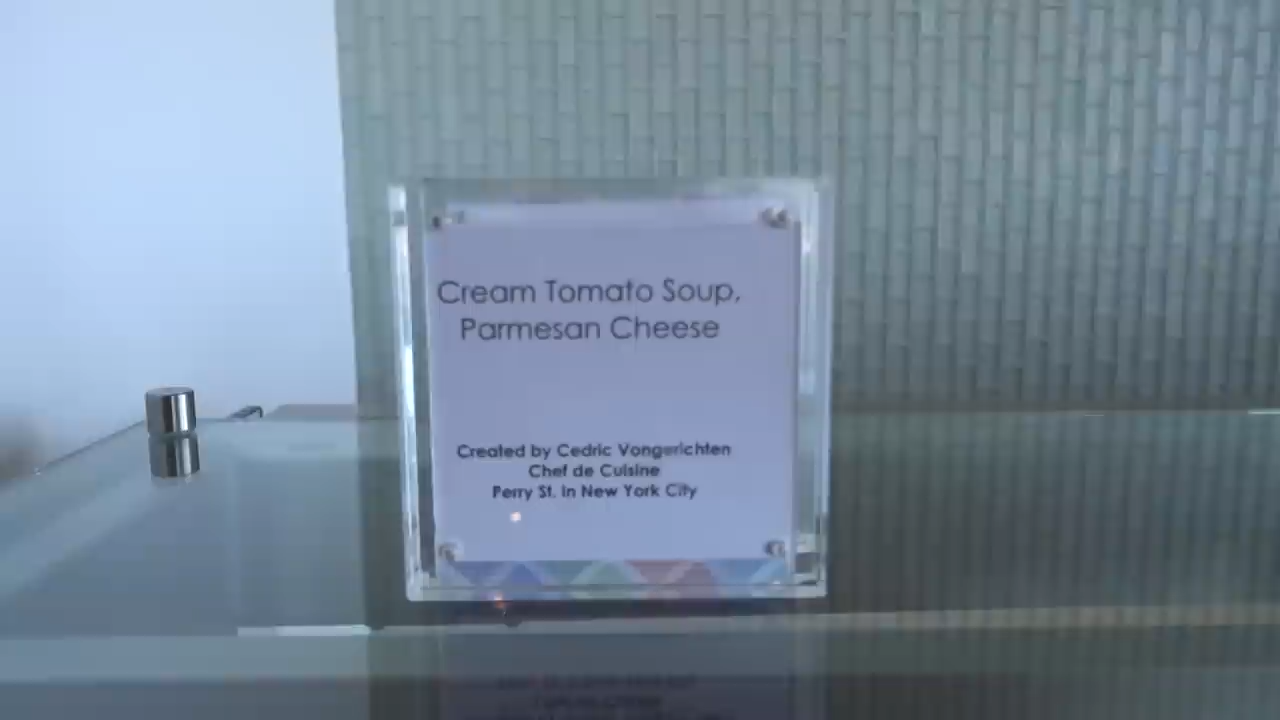 Cream Tomato Soup,
Parmesan Cheese
Created by Cedric Vongerichten
Chef de Cuisine
Perry St. in New York City